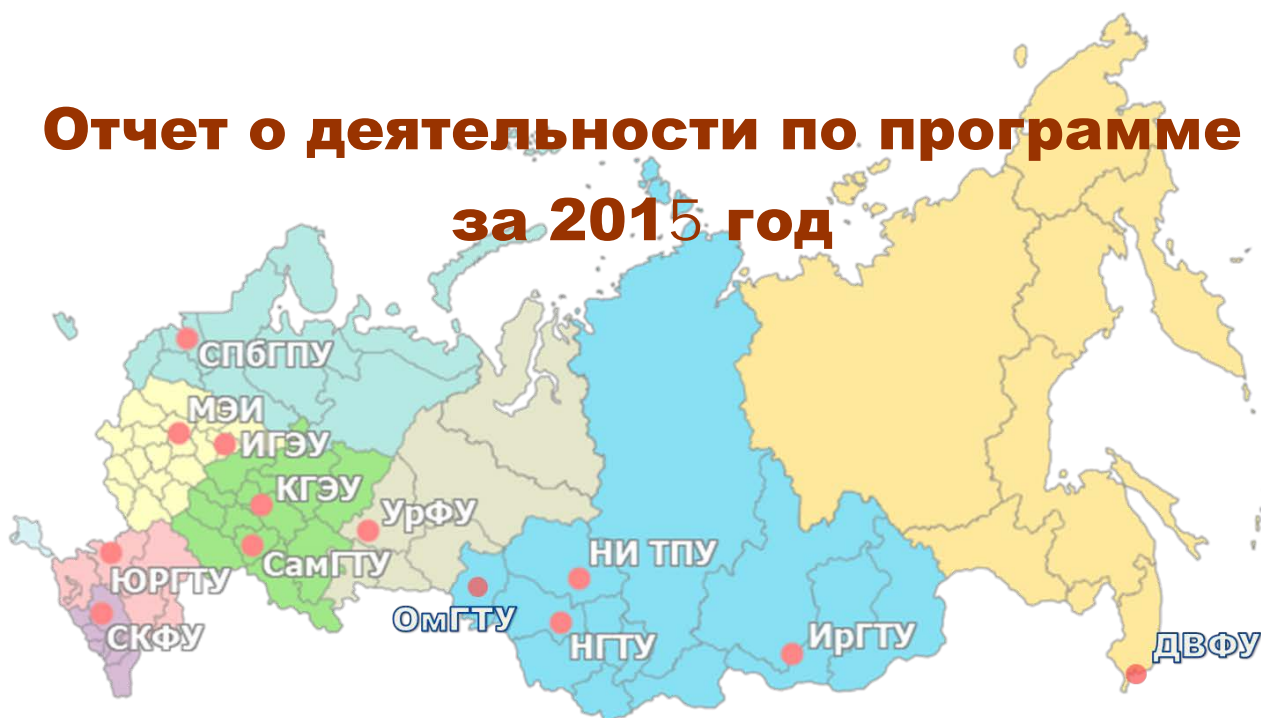 Отчет о деятельности по программе
за 2015 год
СПбГПУ
МЭИ
ИГЭУ
КГЭУ
УрФУ
СамГТУ
НИ ТПУ
ЮРГТУ
ОмГТУ
СКФУ
НГТУ
ИрГТУ
ДВФУ